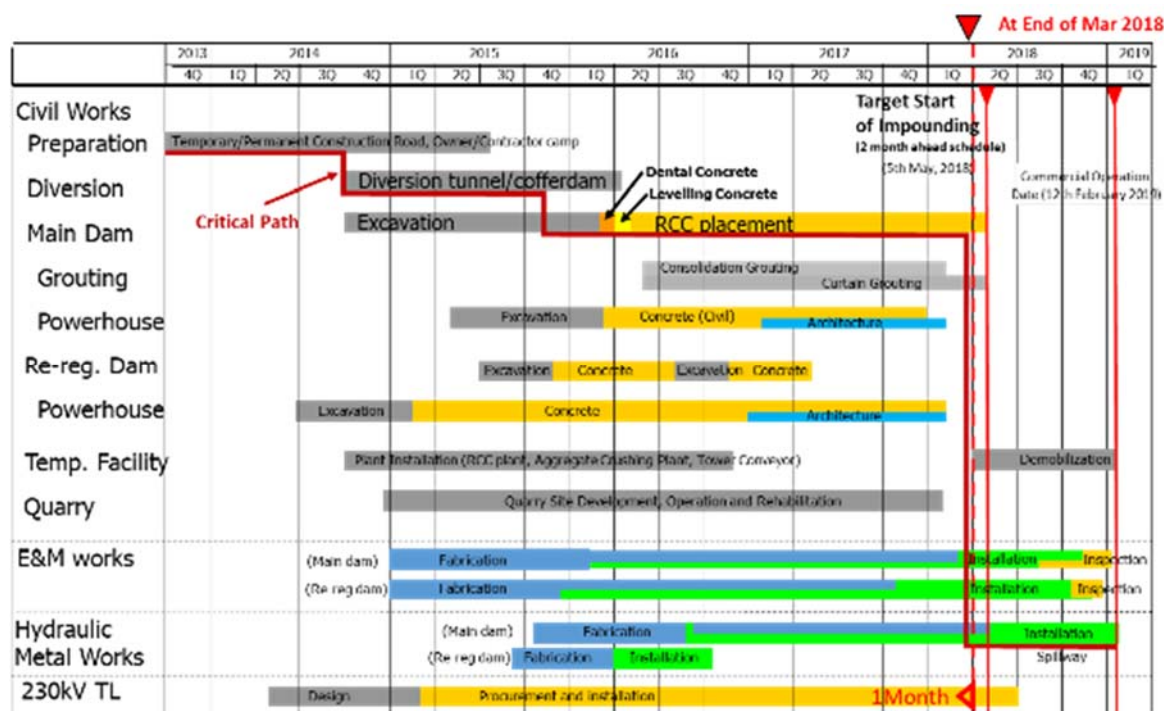 At End of Mar 2018
2013 2014 2015 2016 2017 2018 2019
4Q 1Q 2Q 3Q 4Q 1Q 2Q 3Q 4Q 1Q 2Q 3Q 4Q 1Q 2Q 3Q 4Q 1Q 2Q 3Q 4Q 1Q
Target Start
of Impounding
(2 month ahead schedule)
(5th May, 2018)
Commercial Operation
Date (12th February 2019)
Civil Works
Preparation Temporary/Permanent Construction Road, Owner/Contractor camp
Dental Concrete
Levelling Concrete
Diversion Diversion tunnel/cofferdam
Critical Path
Main Dam Excavation RCC placement
Grouting Consolidation Grouting
Curtain Grouting
Powerhouse Excavation Concrete (Civil) Architecture
Re-reg. Dam Excavation Concrete Excavation Concrete
Powerhouse Excavation Concrete Architecture
Temp. Facility Plant Installation (RCC plant, Aggregate Crushing Plant, Tower Conveyor) Demobilization
Quarry Quarry Site Development, Operation and Rehabilitation
E&M works (Main dam) Fabrication Installation Inspection
(Re reg dam) Fabrication Installation Inspection
Hydraulic (Main dam) Fabrication Installation
Metal Works (Re reg dam) Fabrication Installation Spillway
230kV TL Design Procurement and installation 1Month